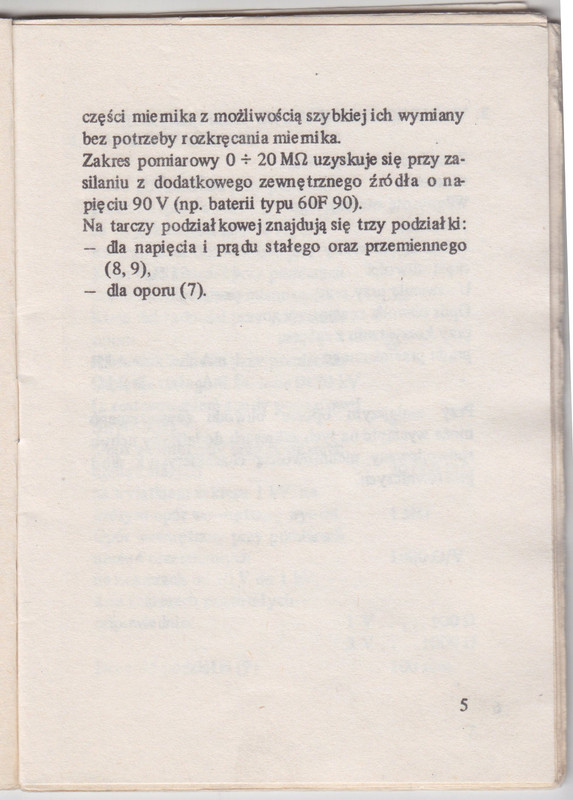 części miernika z możliwością szybkiej ich wymiany
bez potrzeby rozkręcania miernika.
Zakres pomiarowy 0 ÷ 20 MΩ uzyskuje się przy za-
silaniu z dodatkowego zewnętrznego źródła o na-
pięciu 90 V (np. baterii typu 60F 90).
Na tarczy podziałkowej znajdują się trzy podziałki:
— dla napięcia i prądu stałego oraz przemiennego
(8, 9),
— dla oporu (7).
5